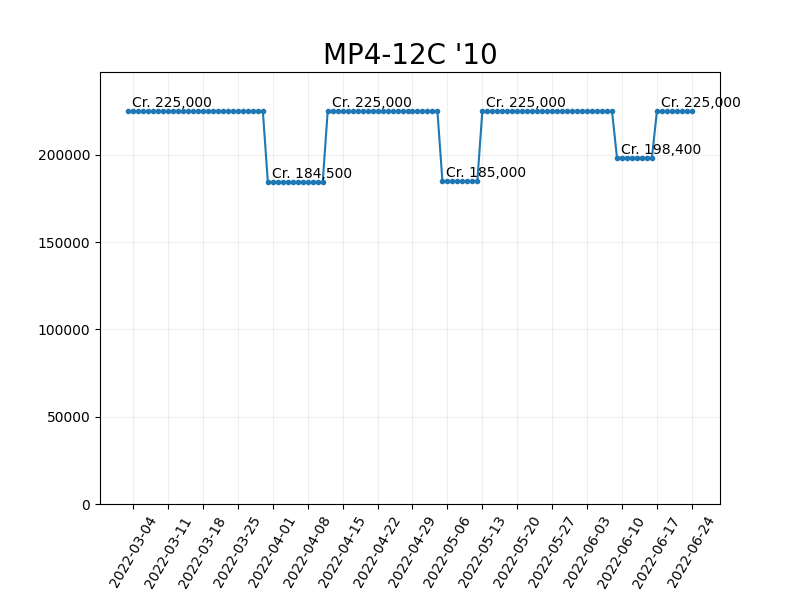 MP4-12C '10
Cr. 225,000
Cr. 225,000
Cr. 225,000
Cr. 225,000
Cr. 184,500
Cr. 185,000
Cr. 198,400
200000
150000
100000
50000
0
2022-03-04
2022-03-11
2022-03-18
2022-03-25
2022-04-01
2022-04-08
2022-04-15
2022-04-22
2022-04-29
2022-05-06
2022-05-13
2022-05-20
2022-05-27
2022-06-03
2022-06-10
2022-06-17
2022-06-24